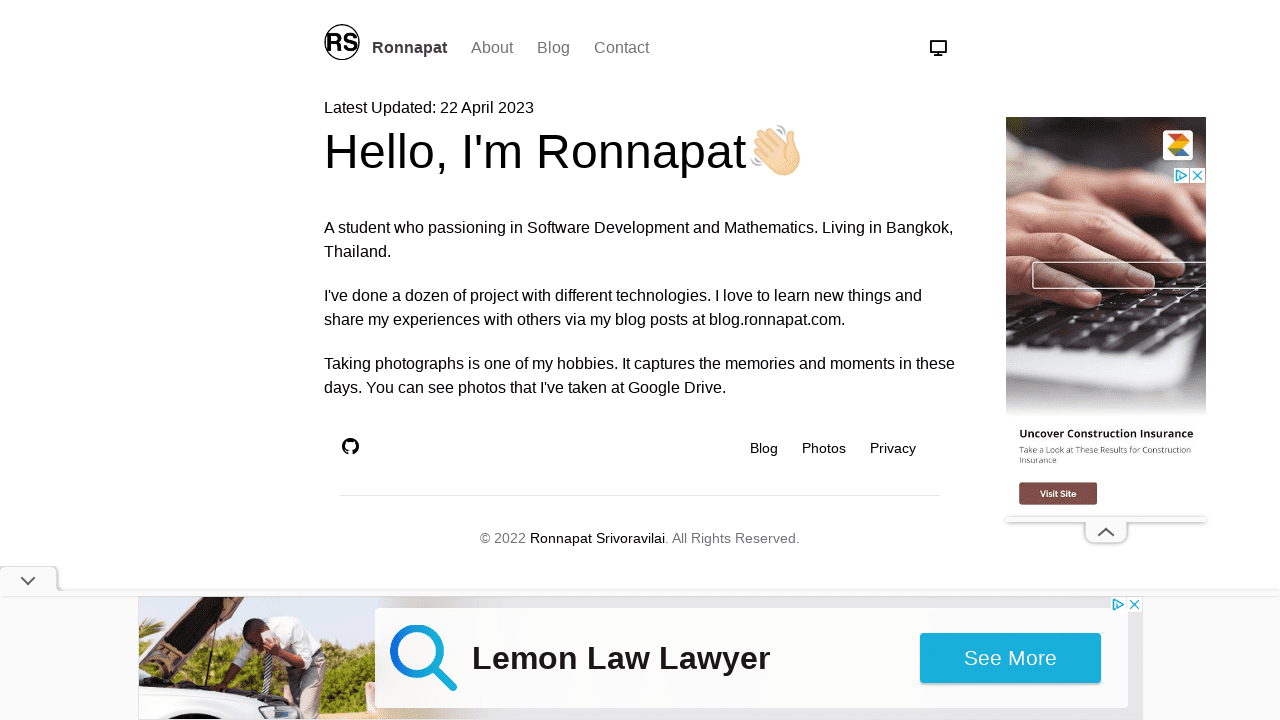 RS
Ronnapat About Blog Contact
Latest Updated: 22 April 2023
Hello, I'm Ronnapat👋🏻
A student who passioning in Software Development and Mathematics. Living in Bangkok,
Thailand.
I've done a dozen of project with different technologies. I love to learn new things and
share my experiences with others via my blog posts at blog.ronnapat.com.
Taking photographs is one of my hobbies. It captures the memories and moments in these
days. You can see photos that I've taken at Google Drive.
Blog Photos Privacy
© 2022 Ronnapat Srivoravilai. All Rights Reserved.
Uncover Construction Insurance
Take a Look at These Results for Construction
Insurance
Visit Site
Lemon Law Lawyer
See More